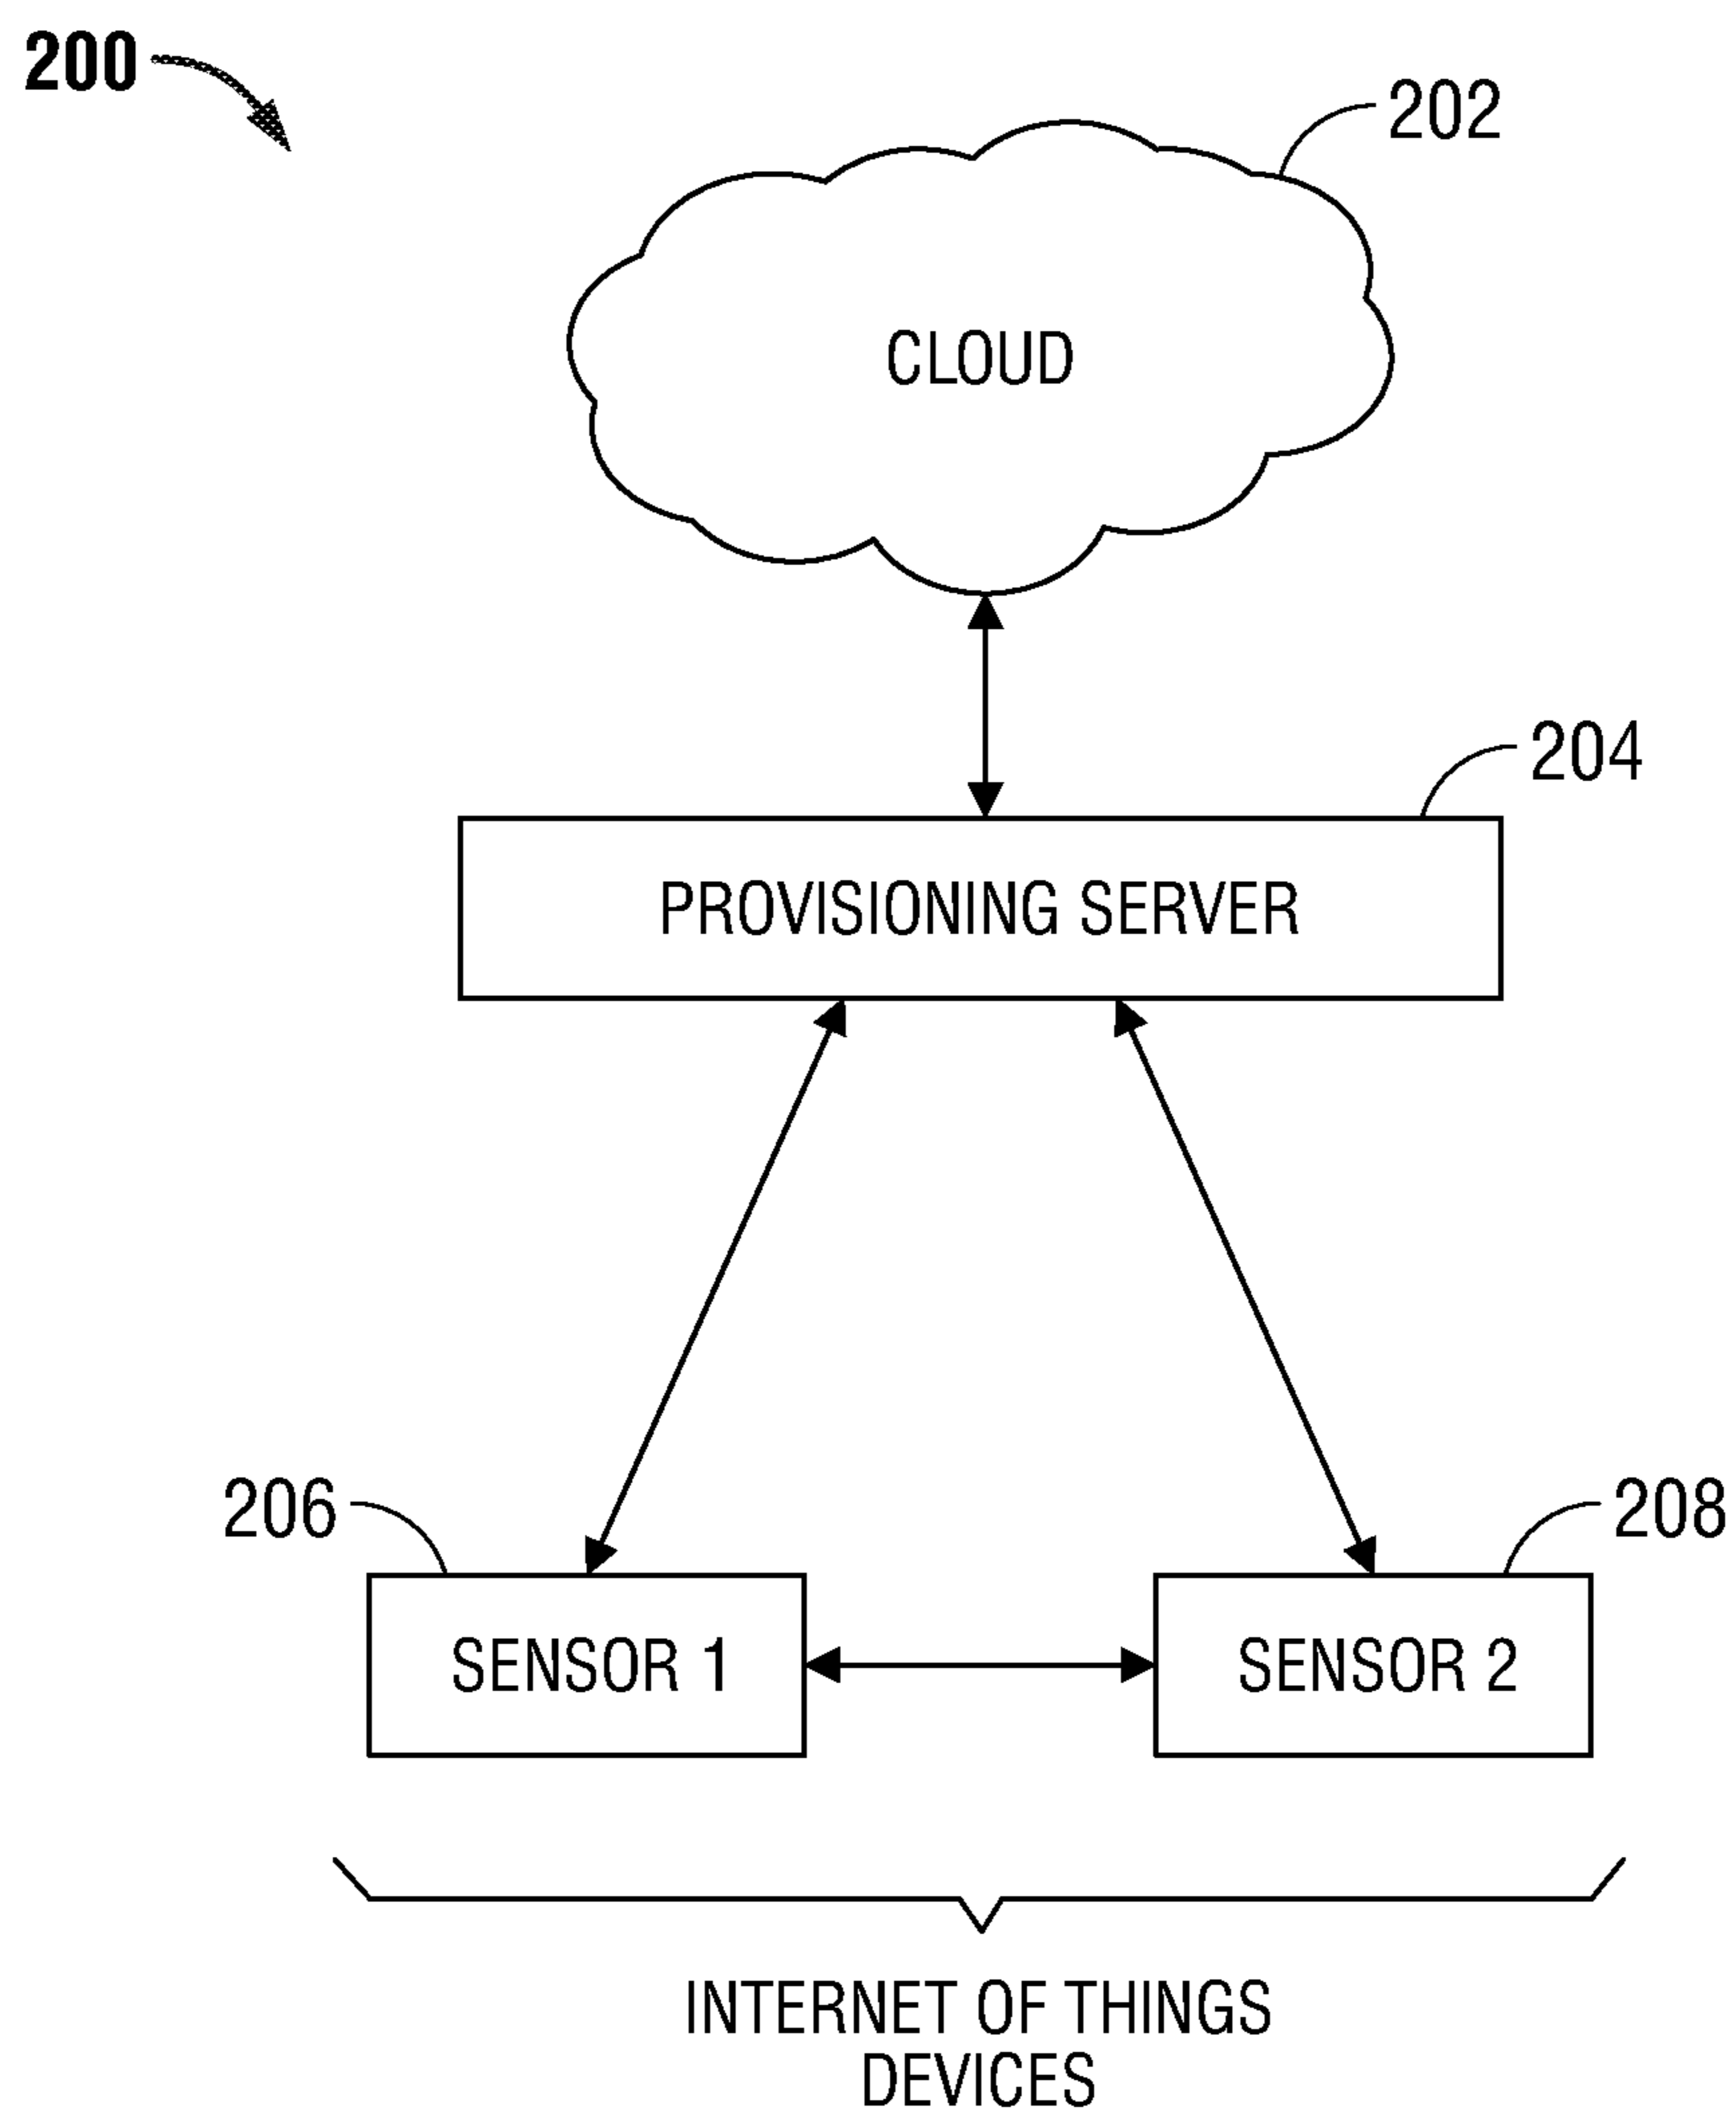 200
202
CLOUD
204
PROVISIONING SERVER
206
208
SENSOR 1
SENSOR 2
INTERNET OF THINGS
DEVICES